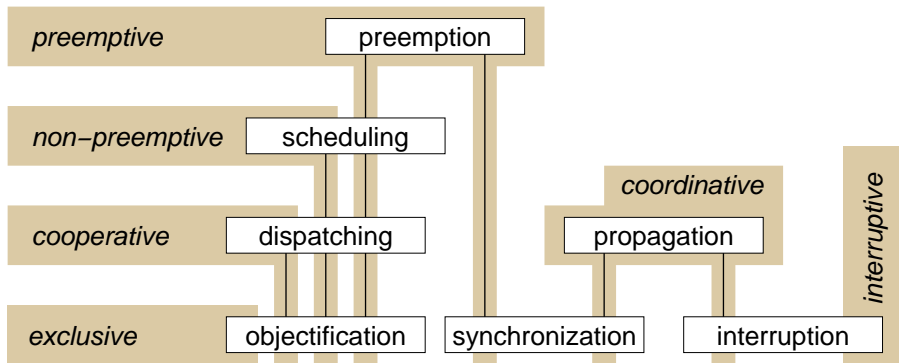 preemptive preemption
non−preemptive scheduling
coordinative
cooperative dispatching propagation
interruptive
exclusive objectification synchronization interruption